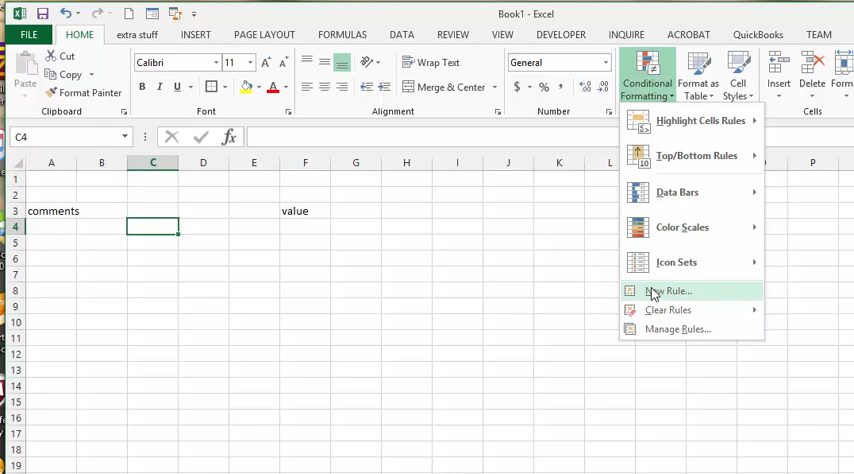 Book1 - Excel
FILE HOME extra stuff INSERT PAGE LAYOUT FORMULAS DATA REVIEW VIEW DEVELOPER INQUIRE ACROBAT QuickBooks TEAM
Cut
Copy
Format Painter
Paste
Clipboard
Calibri 11
B I U
Font
Wrap Text
Merge & Center
Alignment
General
$ % ,
Number
Conditional Formatting
Format as Table
Cell Styles
Insert
Delete
Cells
Highlight Cells Rules
Top/Bottom Rules
Data Bars
Color Scales
Icon Sets
New Rule...
Clear Rules
Manage Rules...
C4
fx
A B C D E F G H I J K L P
1
2
3 comments value
4
5
6
7
8
9
10
11
12
13
14
15
16
17
18
19